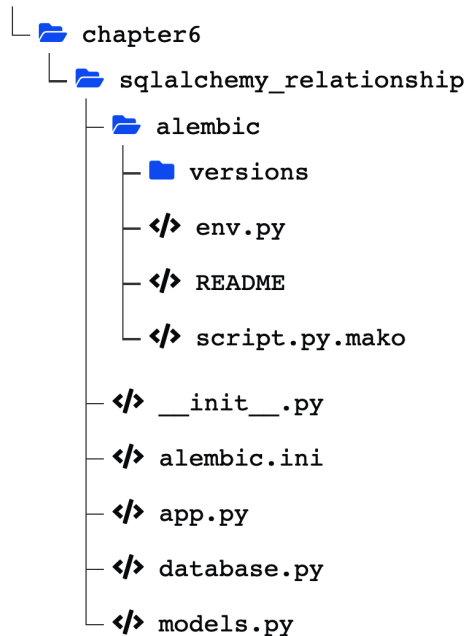 chapter6
sqlalchemy_relationship
alembic
versions
env.py
README
script.py.mako
__init__.py
alembic.ini
app.py
database.py
models.py